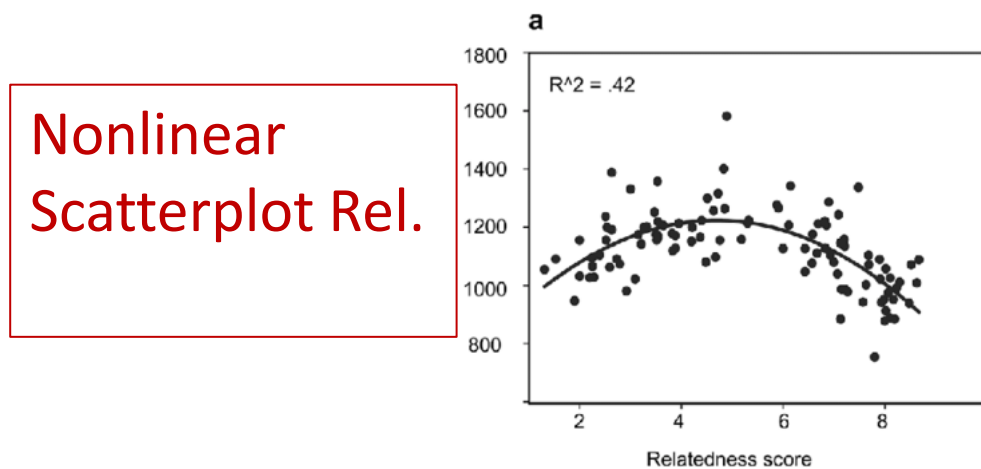 Nonlinear
Scatterplot Rel.
a
R^2 = .42
1800
1600
1400
1200
1000
800
2 4 6 8
Relatedness score